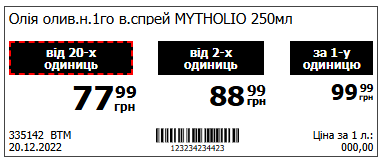 Олія олив.н.1го в.спрей MYTHOLIO 250мл
від 20-х
одиниць
77 99
грн
від 2-х
одиниць
88 99
грн
за 1-у
одиницю
99 99
грн
335142 ВТМ
20.12.2022
123234234423
Ціна за 1 л.:
000,00